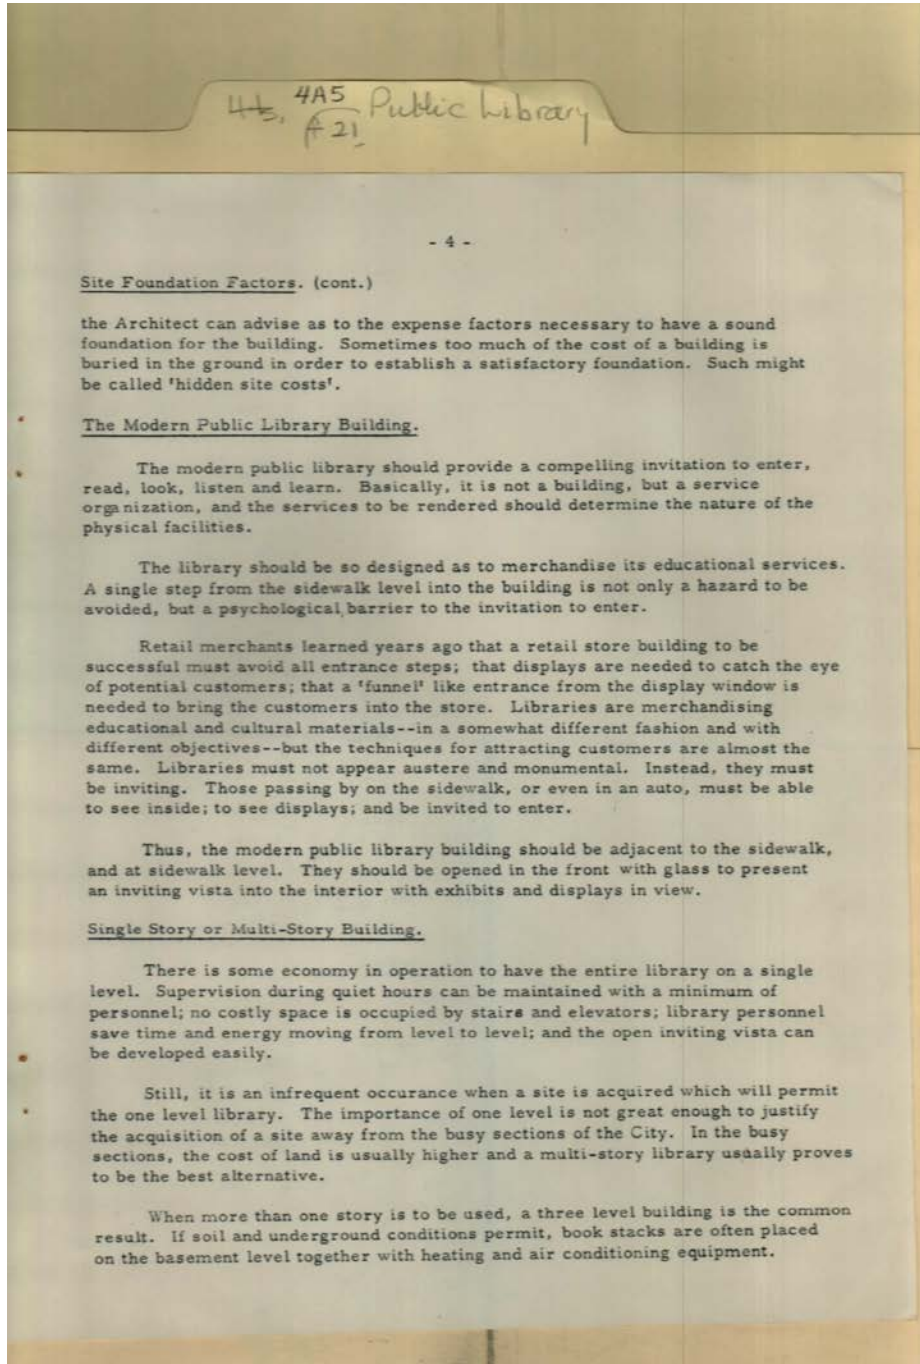 4A5 Public Library
21
- 4 -
Site Foundation Factors. (cont.)
the Architect can advise as to the expense factors necessary to have a sound
foundation for the building. Sometimes too much of the cost of a building is
buried in the ground in order to establish a satisfactory foundation. Such might
be called 'hidden site costs'.
The Modern Public Library Building.
The modern public library should provide a compelling invitation to enter,
read, look, listen and learn. Basically, it is not a building, but a service
organization, and the services to be rendered should determine the nature of the
physical facilities.
The library should be so designed as to merchandise its educational services.
A single step from the sidewalk level into the building is not only a hazard to be
avoided, but a psychological barrier to the invitation to enter.
Retail merchants learned years ago that a retail store building to be
successful must avoid all entrance steps; that displays are needed to catch the eye
of potential customers; that a 'funnel' like entrance from the display window is
needed to bring the customers into the store. Libraries are merchandising
educational and cultural materials--in a somewhat different fashion and with
different objectives--but the techniques for attracting customers are almost the
same. Libraries must not appear austere and monumental. Instead, they must
be inviting. Those passing by on the sidewalk, or even in an auto, must be able
to see inside; to see displays; and be invited to enter.
Thus, the modern public library building should be adjacent to the sidewalk,
and at sidewalk level. They should be opened in the front with glass to present
an inviting vista into the interior with exhibits and displays in view.
Single Story or Multi-Story Building.
There is some economy in operation to have the entire library on a single
level. Supervision during quiet hours can be maintained with a minimum of
personnel; no costly space is occupied by stairs and elevators; library personnel
save time and energy moving from level to level; and the open inviting vista can
be developed easily.
Still, it is an infrequent occurance when a site is acquired which will permit
the one level library. The importance of one level is not great enough to justify
the acquisition of a site away from the busy sections of the City. In the busy
sections, the cost of land is usually higher and a multi-story library usually proves
to be the best alternative.
When more than one story is to be used, a three level building is the common
result. If soil and underground conditions permit, book stacks are often placed
on the basement level together with heating and air conditioning equipment.